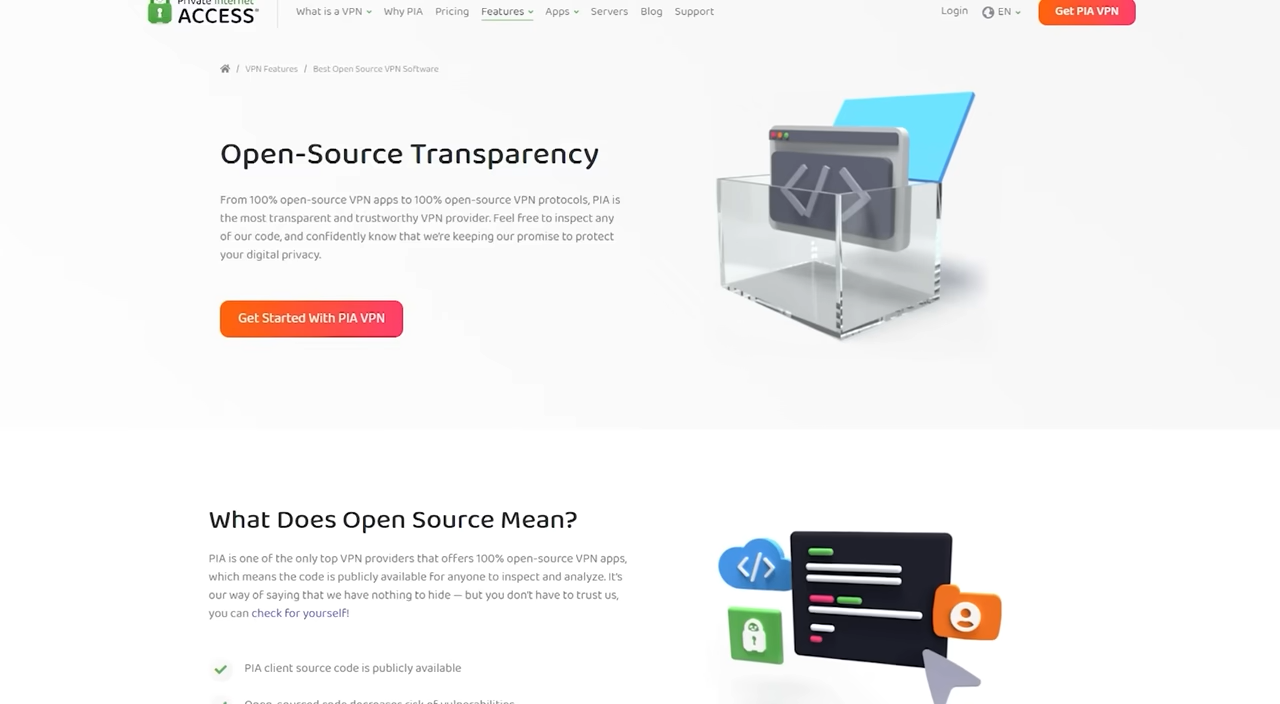 Private Internet
ACCESS
What is a VPN Why PIA Pricing Features Apps Servers Blog Support Login EN Get PIA VPN
/ VPN Features / Best Open Source VPN Software
Open-Source Transparency
From 100% open-source VPN apps to 100% open-source VPN protocols, PIA is
the most transparent and trustworthy VPN provider. Feel free to inspect any
of our code, and confidently know that we're keeping our promise to protect
your digital privacy.
Get Started With PIA VPN
</>
What Does Open Source Mean?
PIA is one of the only top VPN providers that offers 100% open-source VPN apps,
which means the code is publicly available for anyone to inspect and analyze. It's
our way of saying that we have nothing to hide — but you don't have to trust us,
you can check for yourself!
</>
PIA client source code is publicly available
Open-sourced code decreases risk of vulnerabilities